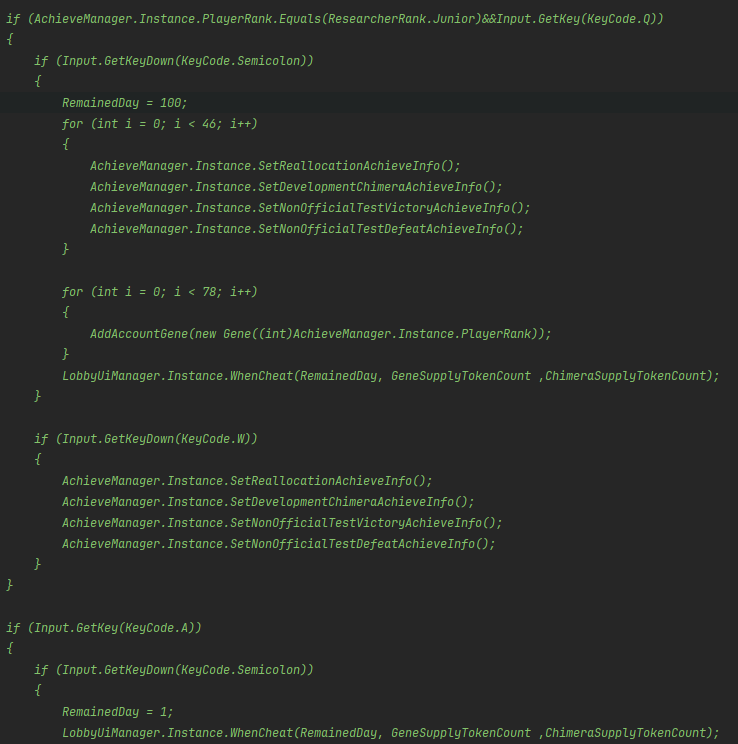 if (AchieveManager.Instance.PlayerRank.Equals(ResearcherRank.Junior)&&Input.GetKey(KeyCode.Q))
{
    if (Input.GetKeyDown(KeyCode.Semicolon))
    {
        RemainedDay = 100;
        for (int i = 0; i < 46; i++)
        {
            AchieveManager.Instance.SetReallocationAchieveInfo();
            AchieveManager.Instance.SetDevelopmentChimeraAchieveInfo();
            AchieveManager.Instance.SetNonOfficialTestVictoryAchieveInfo();
            AchieveManager.Instance.SetNonOfficialTestDefeatAchieveInfo();
        }

        for (int i = 0; i < 78; i++)
        {
            AddAccountGene(new Gene((int)AchieveManager.Instance.PlayerRank));
        }
        LobbyUiManager.Instance.WhenCheat(RemainedDay, GeneSupplyTokenCount ,ChimeraSupplyTokenCount);
    }

    if (Input.GetKeyDown(KeyCode.W))
    {
        AchieveManager.Instance.SetReallocationAchieveInfo();
        AchieveManager.Instance.SetDevelopmentChimeraAchieveInfo();
        AchieveManager.Instance.SetNonOfficialTestVictoryAchieveInfo();
        AchieveManager.Instance.SetNonOfficialTestDefeatAchieveInfo();
    }
}

if (Input.GetKey(KeyCode.A))
{
    if (Input.GetKeyDown(KeyCode.Semicolon))
    {
        RemainedDay = 1;
        LobbyUiManager.Instance.WhenCheat(RemainedDay, GeneSupplyTokenCount ,ChimeraSupplyTokenCount);